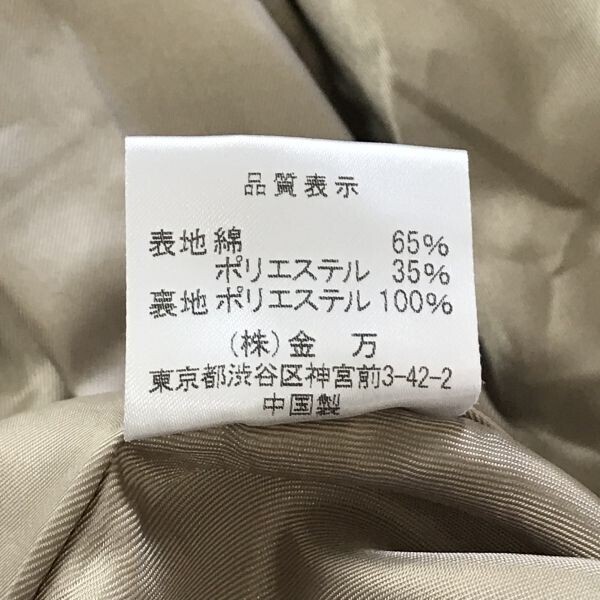 品質表示
表地 綿 65%
ポリエステル 35%
裏地 ポリエステル 100%
(株)金 万
東京都渋谷区神宮前3-42-2
中国製